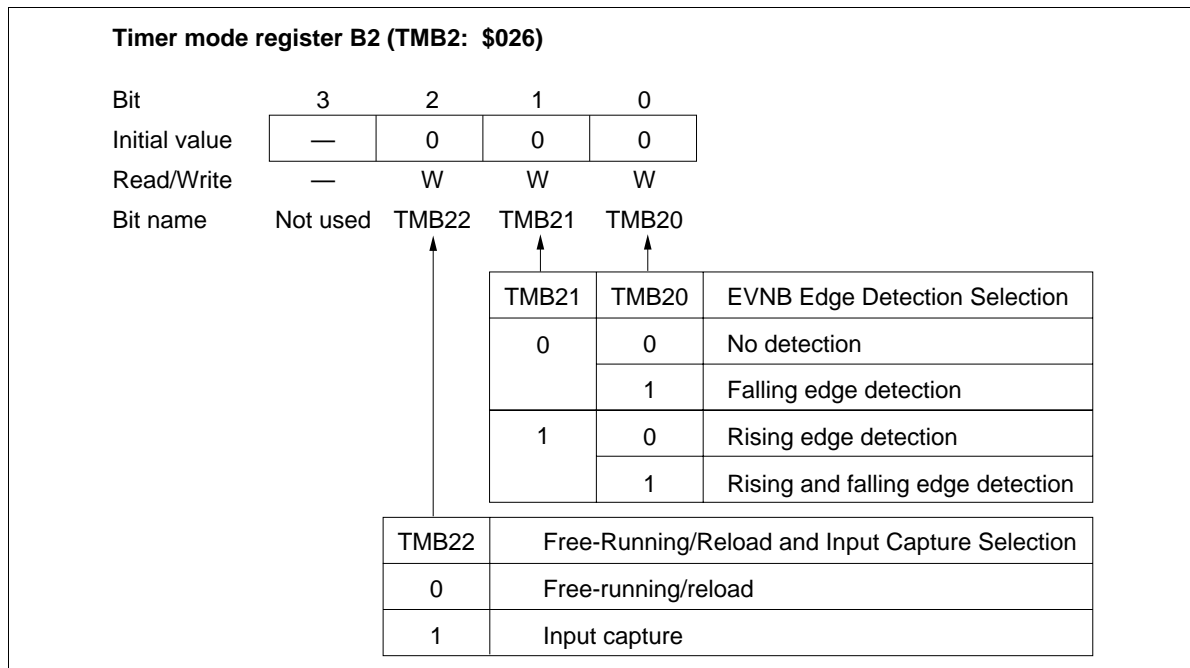 Timer mode register B2 (TMB2: $026)
Bit 3 2 1 0
Initial value — 0 0 0
Read/Write — W W W
Bit name Not used TMB22 TMB21 TMB20
TMB21 TMB20 EVNB Edge Detection Selection
0 0 No detection
1 Falling edge detection
1 0 Rising edge detection
1 Rising and falling edge detection
TMB22 Free-Running/Reload and Input Capture Selection
0 Free-running/reload
1 Input capture